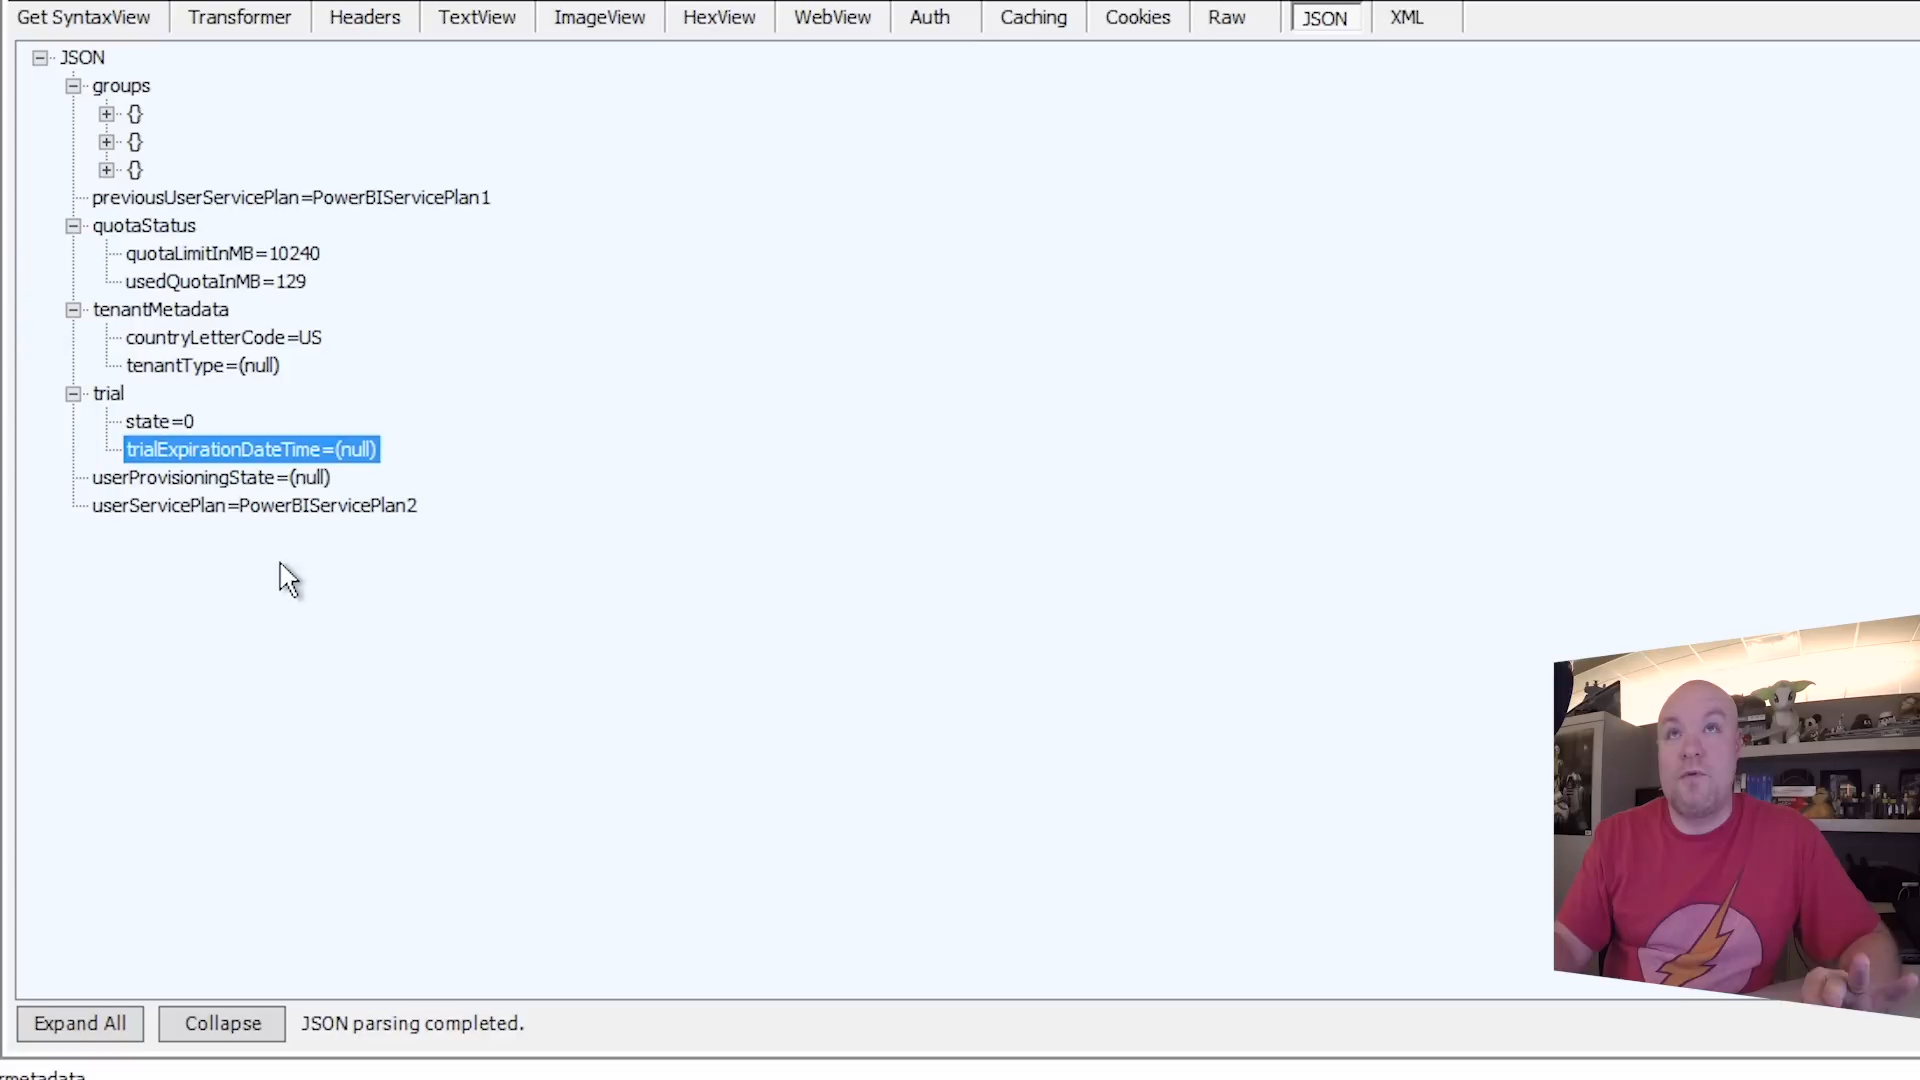 Get SyntaxView Transformer Headers TextView ImageView HexView WebView Auth Caching Cookies Raw JSON XML
JSON
groups
{}
{}
{}
previousUserServicePlan=PowerBIServicePlan1
quotaStatus
quotaLimitInMB=10240
usedQuotaInMB=129
tenantMetadata
countryLetterCode=US
tenantType=(null)
trial
state=0
trialExpirationDateTime=(null)
userProvisioningState=(null)
userServicePlan=PowerBIServicePlan2
Expand All Collapse JSON parsing completed.
rmetadata